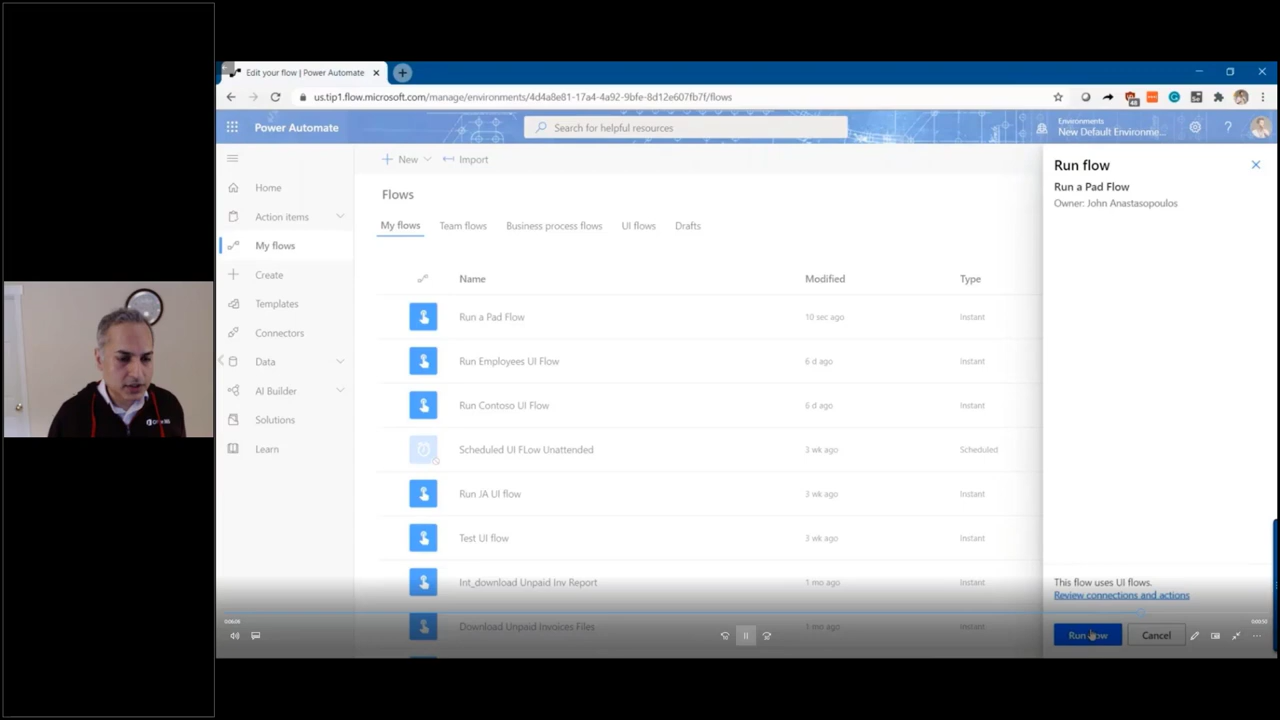 Edit your flow | Power Automate
us.tip1.flow.microsoft.com/manage/environments/4d4a8e81-17a4-4a92-9bfe-8d12e607fb7f/flows
Power Automate
Search for helpful resources
Environments
New Default Environme...
Home
Action items
My flows
Create
Templates
Connectors
Data
AI Builder
Solutions
Learn
New
Import
Flows
My flows
Team flows
Business process flows
UI flows
Drafts
Name Modified Type
Run a Pad Flow 10 sec ago Instant
Run Employees UI Flow 6 d ago Instant
Run Contoso UI Flow 6 d ago Instant
Scheduled UI FLow Unattended 3 wk ago Scheduled
Run JA UI flow 3 wk ago Instant
Test UI flow 3 wk ago Instant
Int_download Unpaid Inv Report 1 mo ago Instant
Download Unpaid Invoices Files 1 mo ago Instant
Run flow
Run a Pad Flow
Owner: John Anastasopoulos
This flow uses UI flows.
Review connections and actions
Run flow
Cancel